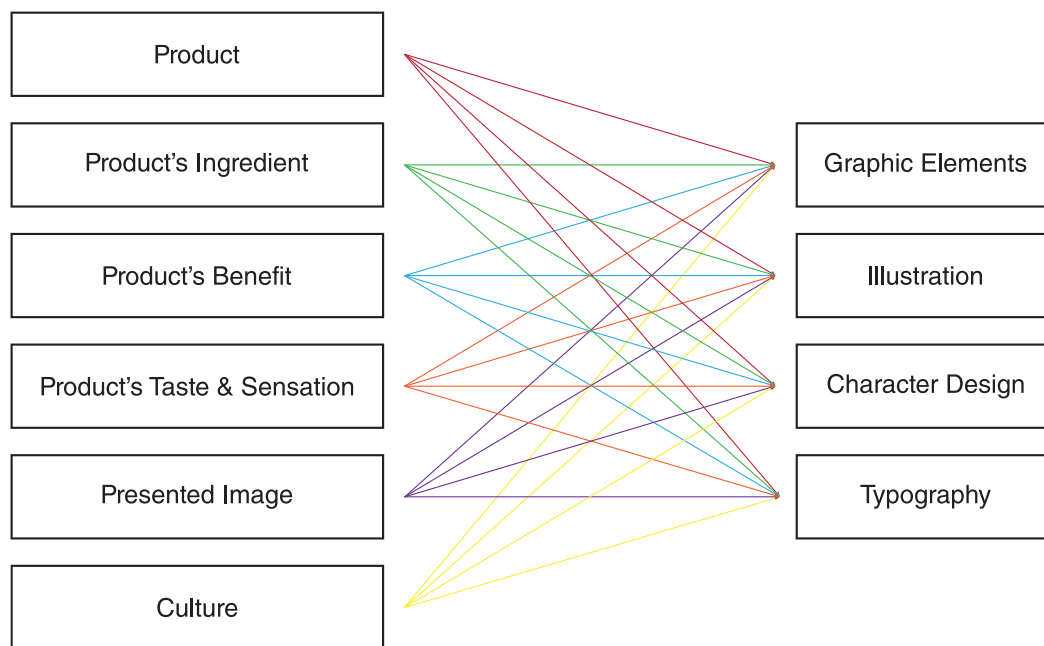 Product
Product’s Ingredient
Product’s Benefit
Product’s Taste & Sensation
Presented Image
Culture
Graphic Elements
Illustration
Character Design
Typography